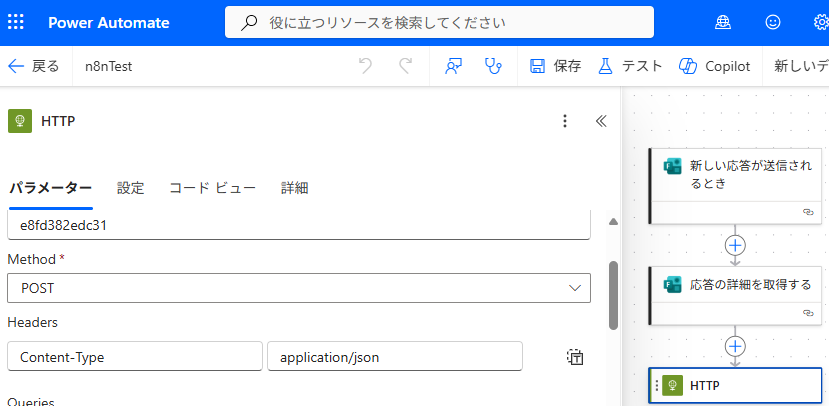 Power Automate
役に立つリソースを検索してください
戻る
n8nTest
保存
テスト
Copilot
新しいデ
HTTP
パラメーター
設定
コード ビュー
詳細
e8fd382edc31
Method *
POST
Headers
Content-Type
application/json
Queries
新しい応答が送信され
るとき
応答の詳細を取得する
HTTP